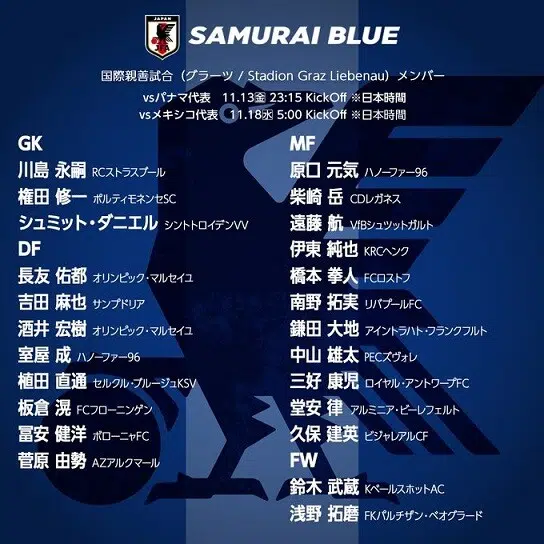 JAPAN
JFA
SAMURAI BLUE
国際親善試合（グラーツ / Stadion Graz Liebenau）メンバー
vsパナマ代表 11.13金 23:15 KickOff ※日本時間
vsメキシコ代表 11.18水 5:00 KickOff ※日本時間
GK
川島 永嗣 RCストラスブール
権田 修一 ポルティモネンセSC
シュミット・ダニエル シントトロイデンVV
DF
長友 佑都 オリンピック・マルセイユ
吉田 麻也 サンプドリア
酒井 宏樹 オリンピック・マルセイユ
室屋 成 ハノーファー96
植田 直通 セルクル・ブルージュKSV
板倉 滉 FCフローニンゲン
冨安 健洋 ボローニャFC
菅原 由勢 AZアルクマール
MF
原口 元気 ハノーファー96
柴崎 岳 CDレガネス
遠藤 航 VfBシュツットガルト
伊東 純也 KRCヘンク
橋本 拳人 FCロストフ
南野 拓実 リバプールFC
鎌田 大地 アイントラハト・フランクフルト
中山 雄太 PECズヴォレ
三好 康児 ロイヤル・アントワープFC
堂安 律 アルミニア・ビーレフェルト
久保 建英 ビジャレアルCF
FW
鈴木 武蔵 KベールスホットAC
浅野 拓磨 FKパルチザン・ベオグラード